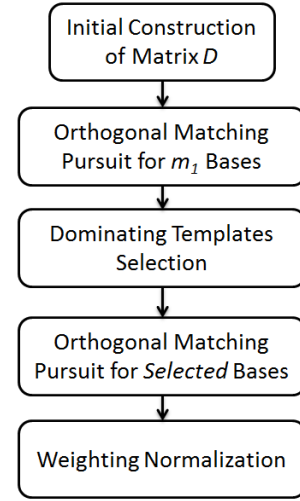 Initial Construction
of Matrix D
Orthogonal Matching
Pursuit for m₁ Bases
Dominating Templates
Selection
Orthogonal Matching
Pursuit for Selected Bases
Weighting Normalization